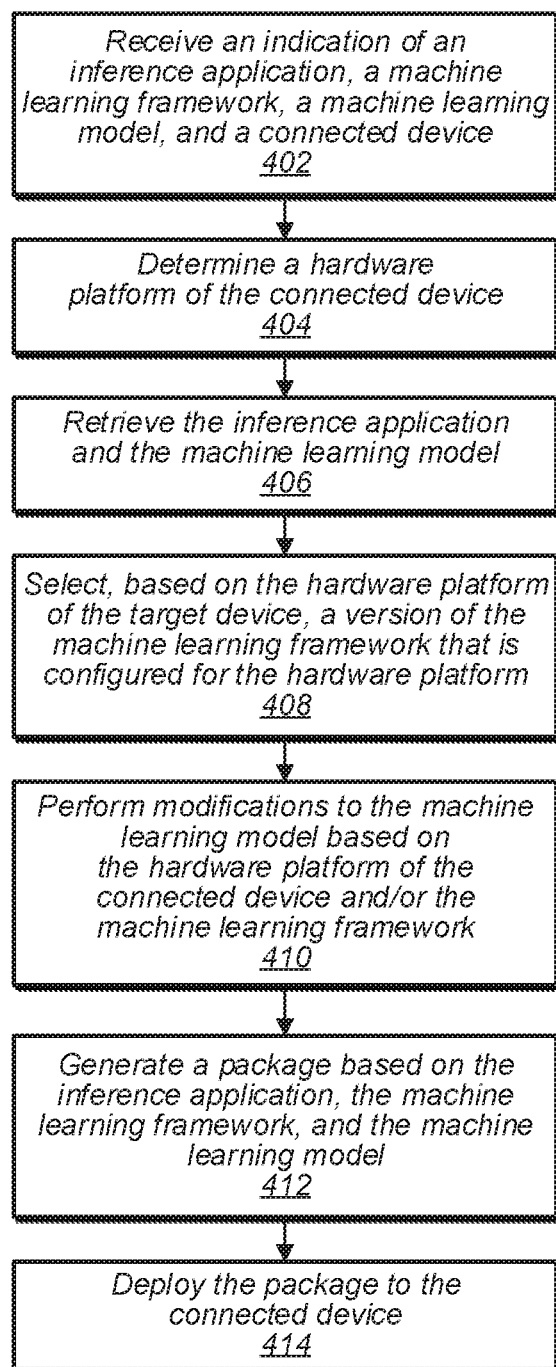 Receive an indication of an
inference application, a machine
learning framework, a machine learning
model, and a connected device
402
Determine a hardware
platform of the connected device
404
Retrieve the inference application
and the machine learning model
406
Select, based on the hardware platform
of the target device, a version of the
machine learning framework that is
configured for the hardware platform
408
Perform modifications to the machine
learning model based on
the hardware platform of the
connected device and/or the
machine learning framework
410
Generate a package based on the
inference application, the machine
learning framework, and the machine
learning model
412
Deploy the package to the
connected device
414